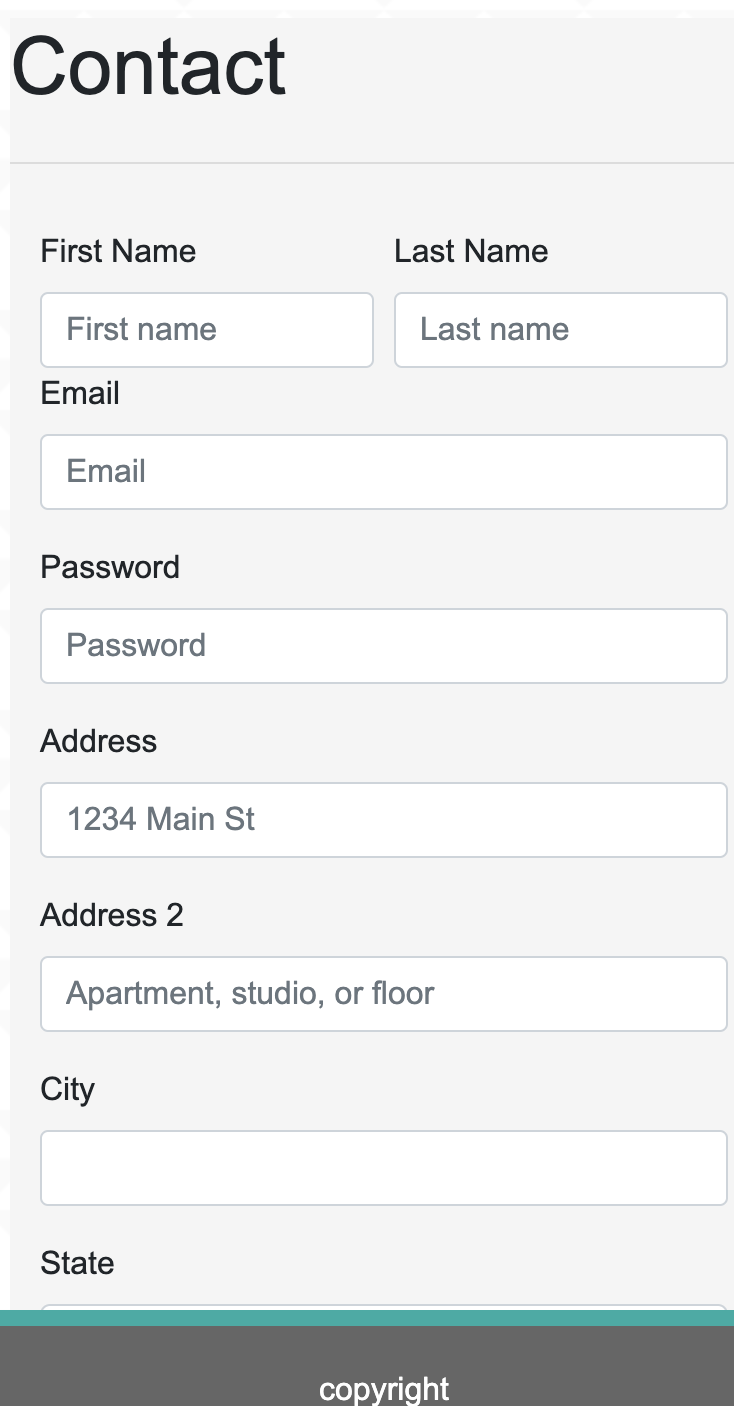 Contact
First Name Last Name
First name Last name
Email
Email
Password
Password
Address
1234 Main St
Address 2
Apartment, studio, or floor
City
State
copyright